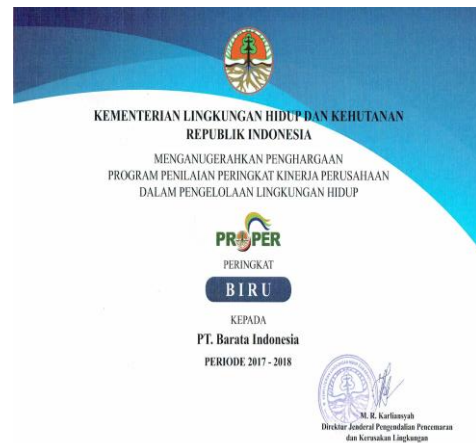 KEMENTERIAN LINGKUNGAN HIDUP DAN KEHUTANAN
REPUBLIK INDONESIA
MENGANUGERAHKAN PENGHARGAAN
PROGRAM PENILAIAN PERINGKAT KINERJA PERUSAHAAN
DALAM PENGELOLAAN LINGKUNGAN HIDUP
PROPER
PERINGKAT
BIRU
KEPADA
PT. Barata Indonesia
PERIODE 2017 - 2018
M. R. Karliansyah
Direktur Jenderal Pengendalian Pencemaran
dan Kerusakan Lingkungan